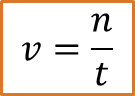 v = n/t